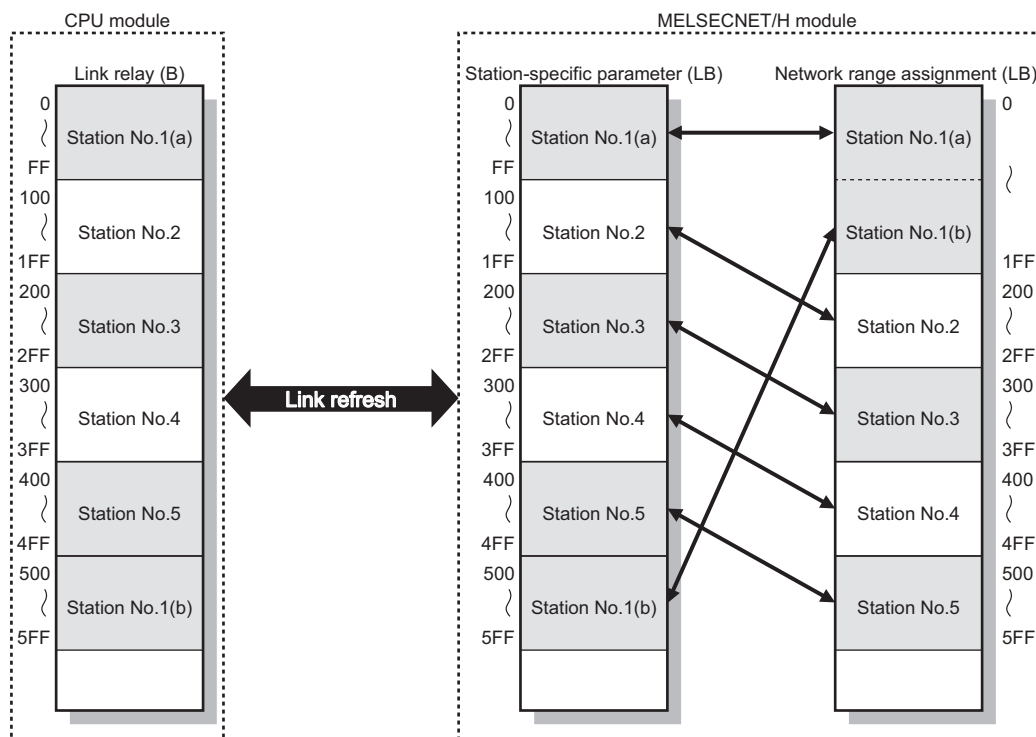 CPU module
MELSECNET/H module
Link relay (B)
Station-specific parameter (LB)
Network range assignment (LB)
0
Station No.1(a)
FF
100
Station No.2
1FF
200
Station No.3
2FF
300
Station No.4
3FF
400
Station No.5
4FF
500
Station No.1(b)
5FF
Link refresh
0
Station No.1(a)
FF
100
Station No.2
1FF
200
Station No.3
2FF
300
Station No.4
3FF
400
Station No.5
4FF
500
Station No.1(b)
5FF
0
Station No.1(a)
Station No.1(b)
1FF
200
Station No.2
2FF
300
Station No.3
3FF
400
Station No.4
4FF
500
Station No.5
5FF